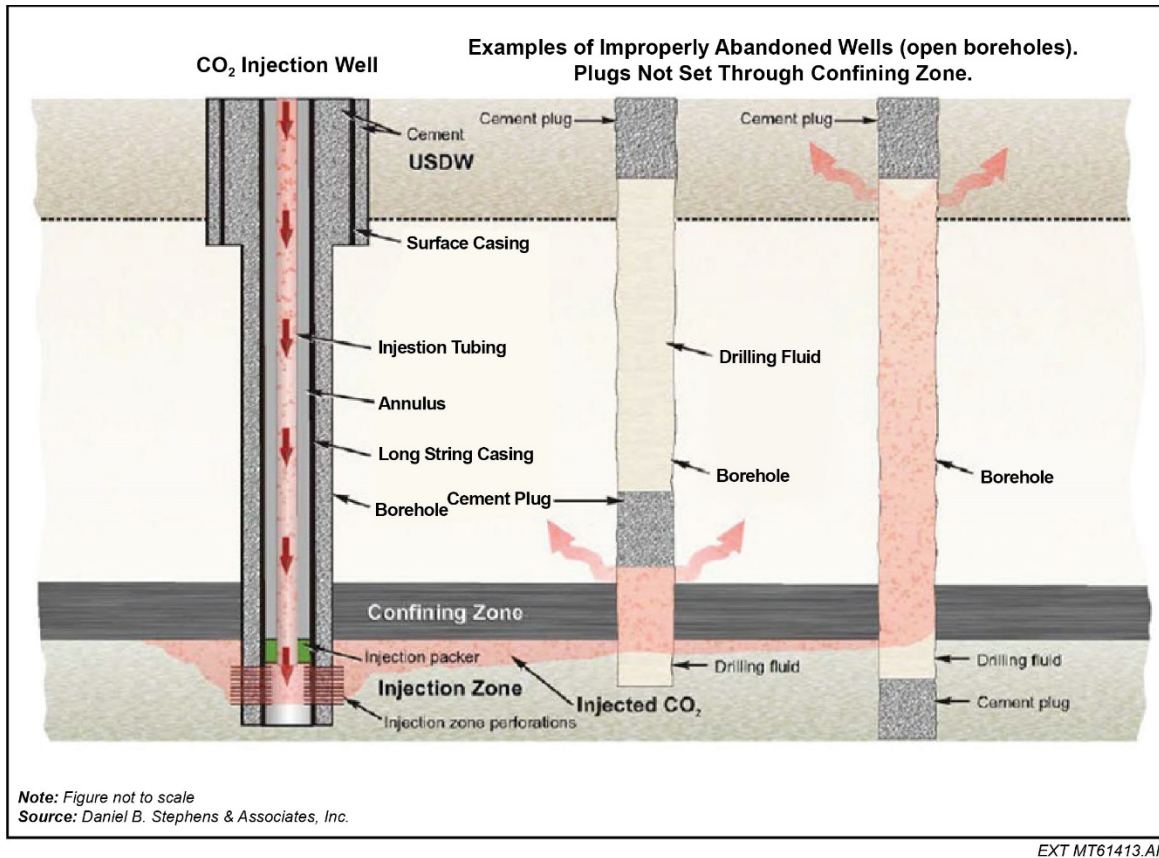 Examples of Improperly Abandoned Wells (open boreholes).
Plugs Not Set Through Confining Zone.
CO₂ Injection Well
Cement
USDW
Surface Casing
Injestion Tubing
Annulus
Long String Casing
Borehole
Cement plug
Drilling Fluid
Borehole
Cement Plug
Cement plug
Borehole
Confining Zone
Injection packer
Injection Zone
Injected CO₂
Injection zone perforations
Drilling fluid
Drilling fluid
Cement plug
Note: Figure not to scale
Source: Daniel B. Stephens & Associates, Inc.
EXT MT61413.AI